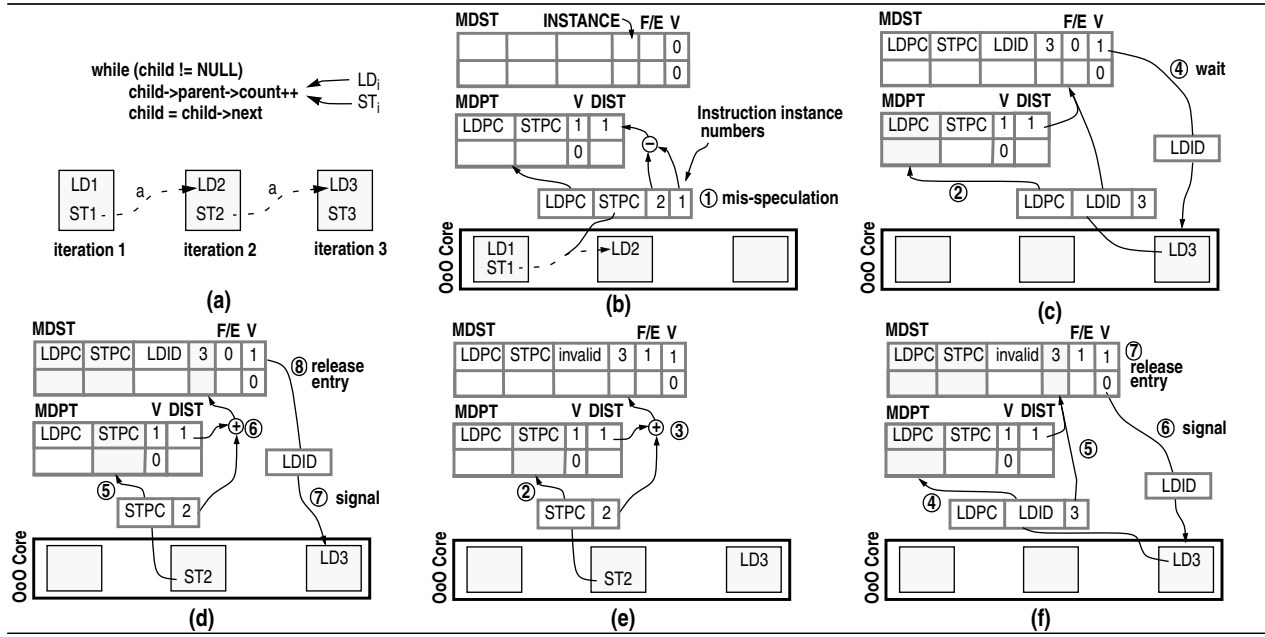 while (child != NULL)
child->parent->count++
child = child->next
LDi
STi
LD1
ST1
a
LD2
ST2
a
LD3
ST3
iteration 1
iteration 2
iteration 3
(a)
MDST INSTANCE F/E V
0
0
MDPT V DIST
LDPC STPC 1 1
0
−
Instruction instance
numbers
LDPC STPC 2 1
① mis-speculation
OoO Core
LD1
ST1
LD2
(b)
MDST F/E V
LDPC STPC LDID 3 0 1
0
④ wait
MDPT V DIST
LDPC STPC 1 1
0
LDID
②
LDPC LDID 3
OoO Core
LD3
(c)
MDST F/E V
LDPC STPC LDID 3 0 1
0
⑧ release
entry
MDPT V DIST
LDPC STPC 1 1
0
+ ⑥
LDID
⑤
STPC 2
⑦ signal
OoO Core
ST2
LD3
(d)
MDST F/E V
LDPC STPC invalid 3 1 1
0
MDPT V DIST
LDPC STPC 1 1
0
+ ③
②
STPC 2
OoO Core
ST2
LD3
(e)
MDST F/E V
LDPC STPC invalid 3 1 1
0
⑦
release
entry
MDPT V DIST
LDPC STPC 1 1
0
⑤
⑥ signal
LDID
④
LDPC LDID 3
OoO Core
LD3
(f)